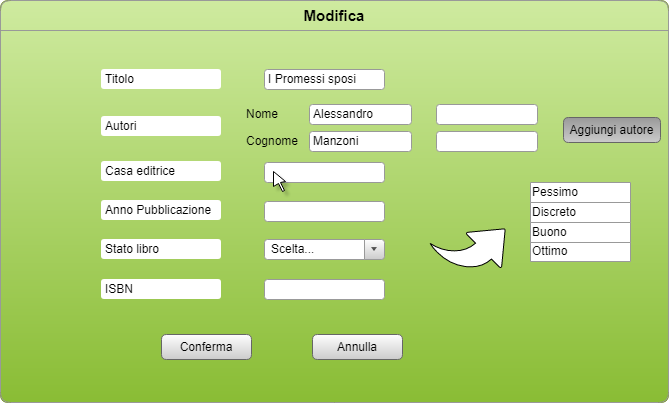 Modifica
Titolo I Promessi sposi
Nome Alessandro
Autori Aggiungi autore
Cognome Manzoni
Casa editrice
Pessimo
Anno Pubblicazione Discreto
Buono
Stato libro Scelta... Ottimo
ISBN
Conferma Annulla